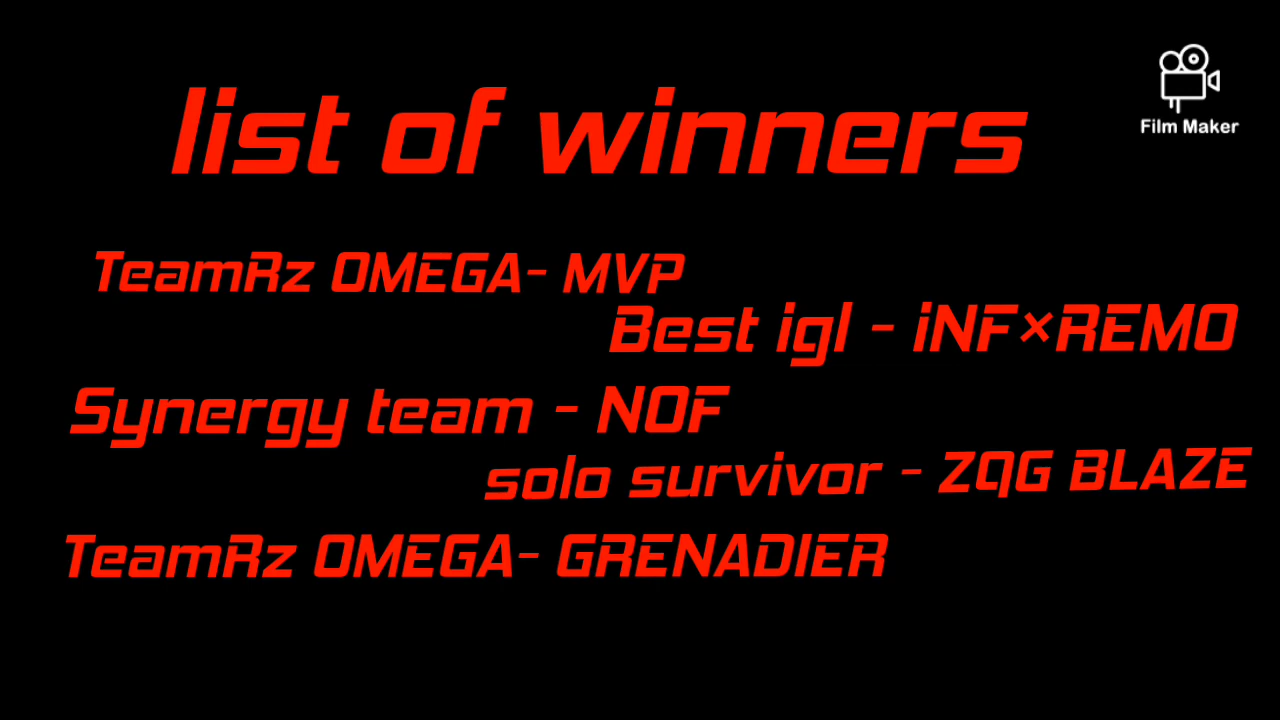 Film Maker
list of winners
TeamRz OMEGA- MVP
Best igl - iNF×REMO
Synergy team - NOF
solo survivor - ZQG BLAZE
TeamRz OMEGA- GRENADIER